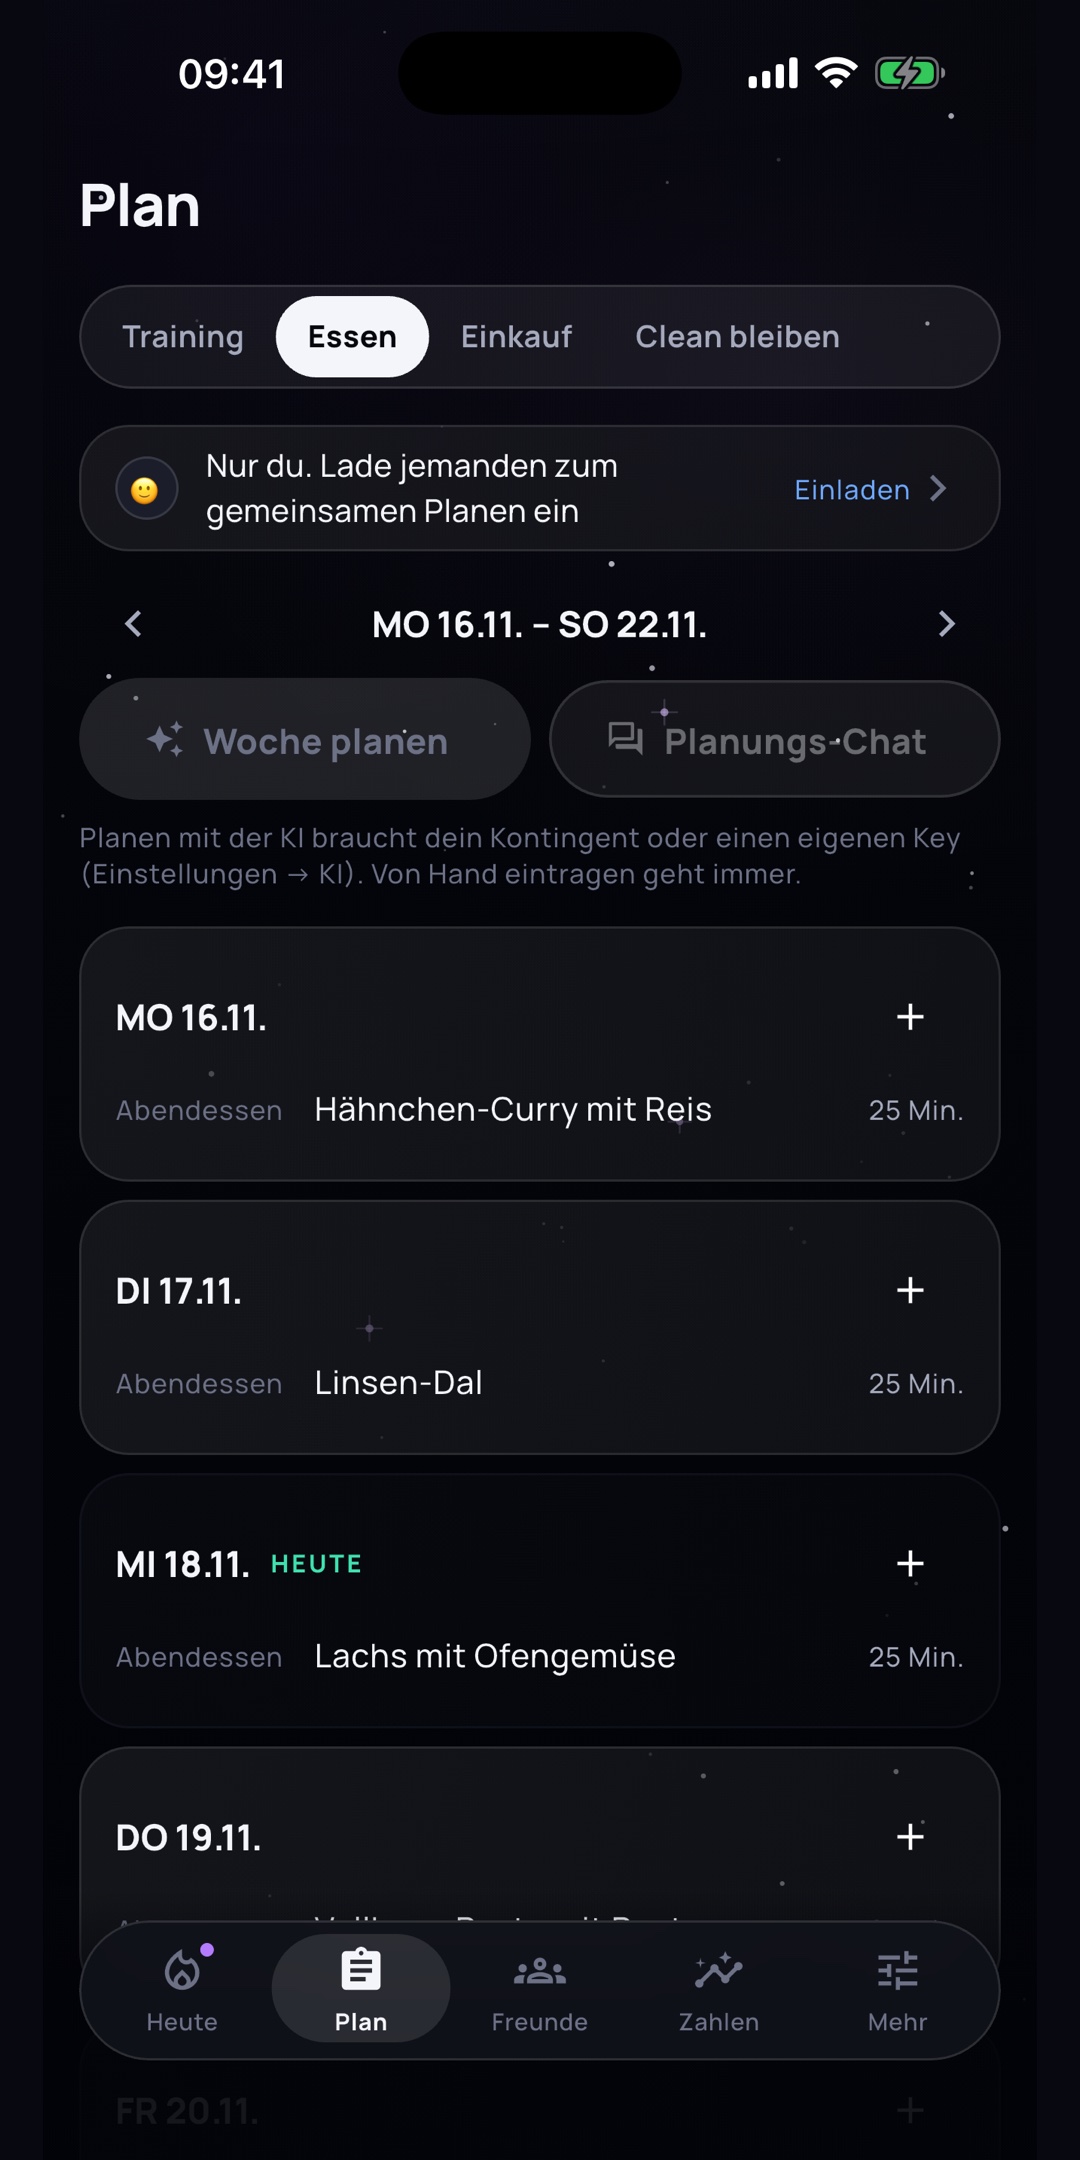 09:41
Plan
Training
Essen
Einkauf
Clean bleiben
Nur du. Lade jemanden zum
gemeinsamen Planen ein
Einladen
MO 16.11. – SO 22.11.
Woche planen
Planungs-Chat
Planen mit der KI braucht dein Kontingent oder einen eigenen Key
(Einstellungen → KI). Von Hand eintragen geht immer.
MO 16.11.
Abendessen Hähnchen-Curry mit Reis 25 Min.
DI 17.11.
Abendessen Linsen-Dal 25 Min.
MI 18.11. HEUTE
Abendessen Lachs mit Ofengemüse 25 Min.
DO 19.11.
Heute
Plan
Freunde
Zahlen
Mehr
FR 20.11.